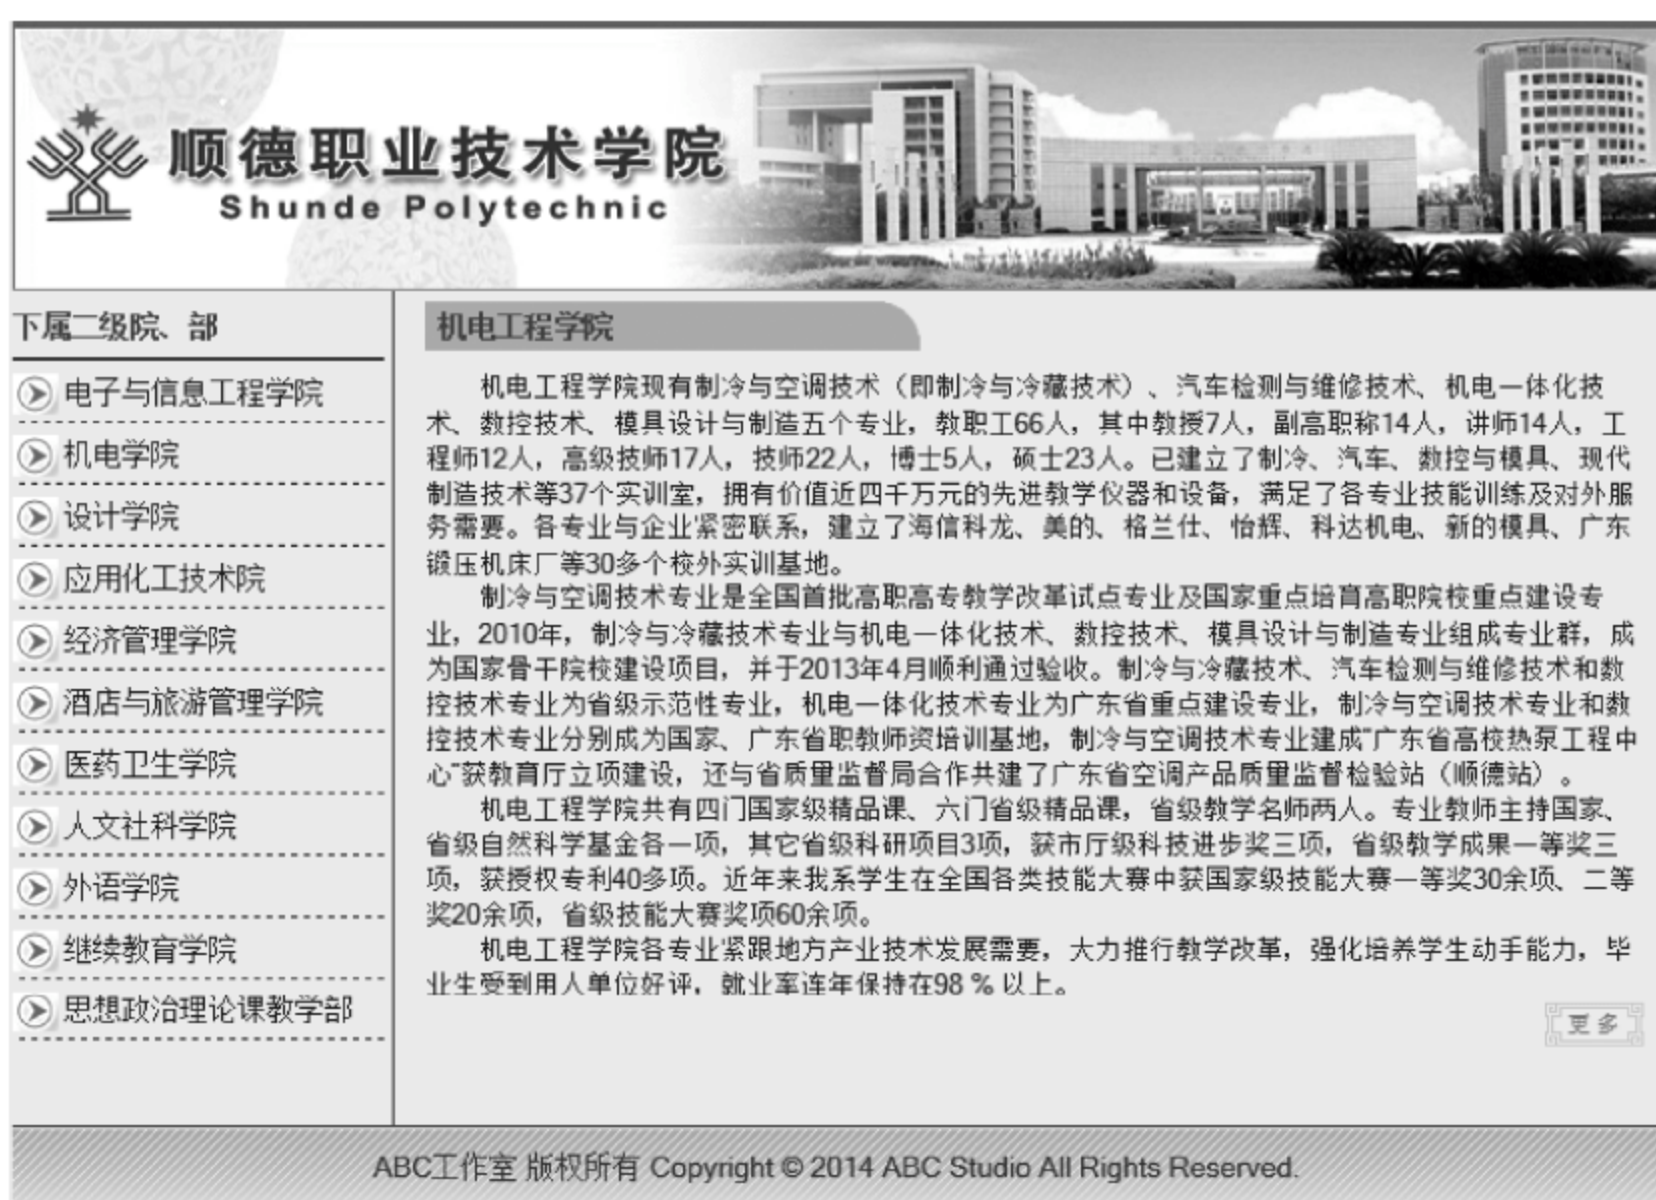 顺德职业技术学院
Shunde Polytechnic
下属二级院、部
电子与信息工程学院
机电学院
设计学院
应用化工技术院
经济管理学院
酒店与旅游管理学院
医药卫生学院
人文社科学院
外语学院
继续教育学院
思想政治理论课教学部
机电工程学院
机电工程学院现有制冷与空调技术（即制冷与冷藏技术）、汽车检测与维修技术、机电一体化技
术、数控技术、模具设计与制造五个专业，教职工66人，其中教授7人，副高职称14人，讲师14人，工
程师12人，高级技师17人，技师22人，博士5人，硕士23人。已建立了制冷、汽车、数控与模具、现代
制造技术等37个实训室，拥有价值近四千万元的先进教学仪器和设备，满足了各专业技能训练及对外服
务需要。各专业与企业紧密联系，建立了海信科龙、美的、格兰仕、怡辉、科达机电、新的模具、广东
锻压机床厂等30多个校外实训基地。
制冷与空调技术专业是全国首批高职高专教学改革试点专业及国家重点培育高职院校重点建设专
业，2010年，制冷与冷藏技术专业与机电一体化技术、数控技术、模具设计与制造专业组成专业群，成
为国家骨干院校建设项目，并于2013年4月顺利通过验收。制冷与冷藏技术、汽车检测与维修技术和数
控技术专业为省级示范性专业，机电一体化技术专业为广东省重点建设专业，制冷与空调技术专业和数
控技术专业分别成为国家、广东省职教师资培训基地，制冷与空调技术专业建成"广东省高校热泵工程中
心"获教育厅立项建设，还与省质量监督局合作共建了广东省空调产品质量监督检验站（顺德站）。
机电工程学院共有四门国家级精品课、六门省级精品课，省级教学名师两人。专业教师主持国家、
省级自然科学基金各一项，其它省级科研项目3项，获市厅级科技进步奖三项，省级教学成果一等奖三
项，获授权专利40多项。近年来我系学生在全国各类技能大赛中获国家级技能大赛一等奖30余项、二等
奖20余项，省级技能大赛奖项60余项。
机电工程学院各专业紧跟地方产业技术发展需要，大力推行教学改革，强化培养学生动手能力，毕
业生受到用人单位好评，就业率连年保持在98 % 以上。
更多
ABC工作室 版权所有 Copyright © 2014 ABC Studio All Rights Reserved.